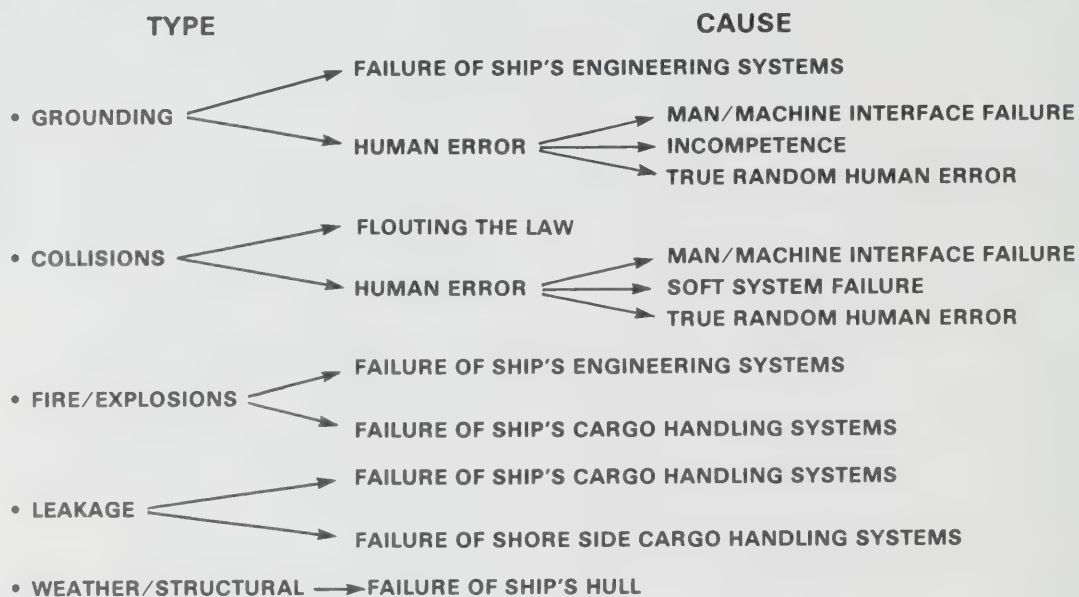 TYPE CAUSE
FAILURE OF SHIP'S ENGINEERING SYSTEMS
• GROUNDING
MAN/MACHINE INTERFACE FAILURE
HUMAN ERROR INCOMPETENCE
TRUE RANDOM HUMAN ERROR
FLOUTING THE LAW
• COLLISIONS
MAN/MACHINE INTERFACE FAILURE
HUMAN ERROR SOFT SYSTEM FAILURE
TRUE RANDOM HUMAN ERROR
FAILURE OF SHIP'S ENGINEERING SYSTEMS
• FIRE/EXPLOSIONS
FAILURE OF SHIP'S CARGO HANDLING SYSTEMS
FAILURE OF SHIP'S CARGO HANDLING SYSTEMS
• LEAKAGE
FAILURE OF SHORE SIDE CARGO HANDLING SYSTEMS
• WEATHER/STRUCTURAL FAILURE OF SHIP'S HULL